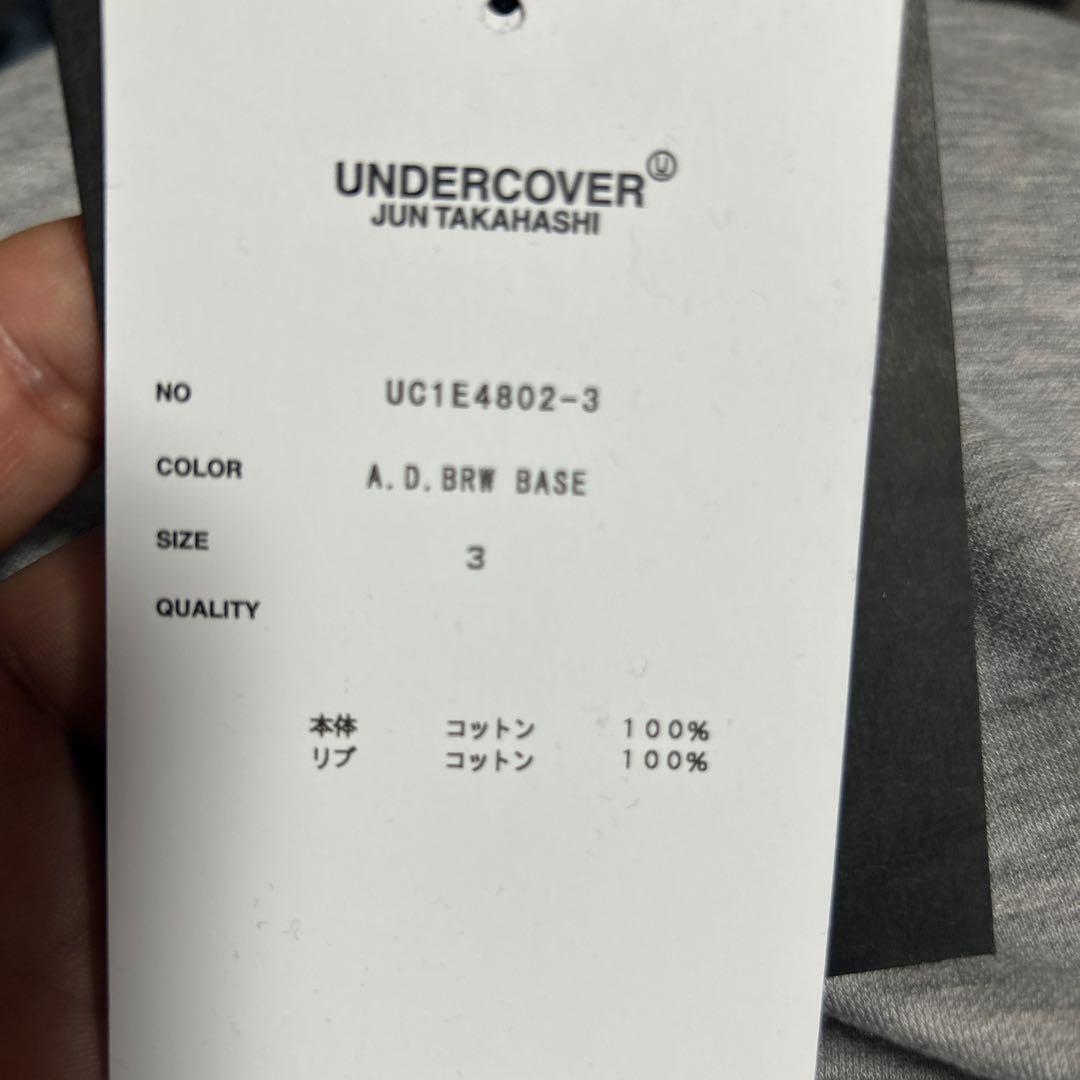 UNDERCOVER Ⓤ
JUN TAKAHASHI
NO UC1E4802-3
COLOR A.D.BRW BASE
SIZE 3
QUALITY
本体 コットン 100%
リブ コットン 100%